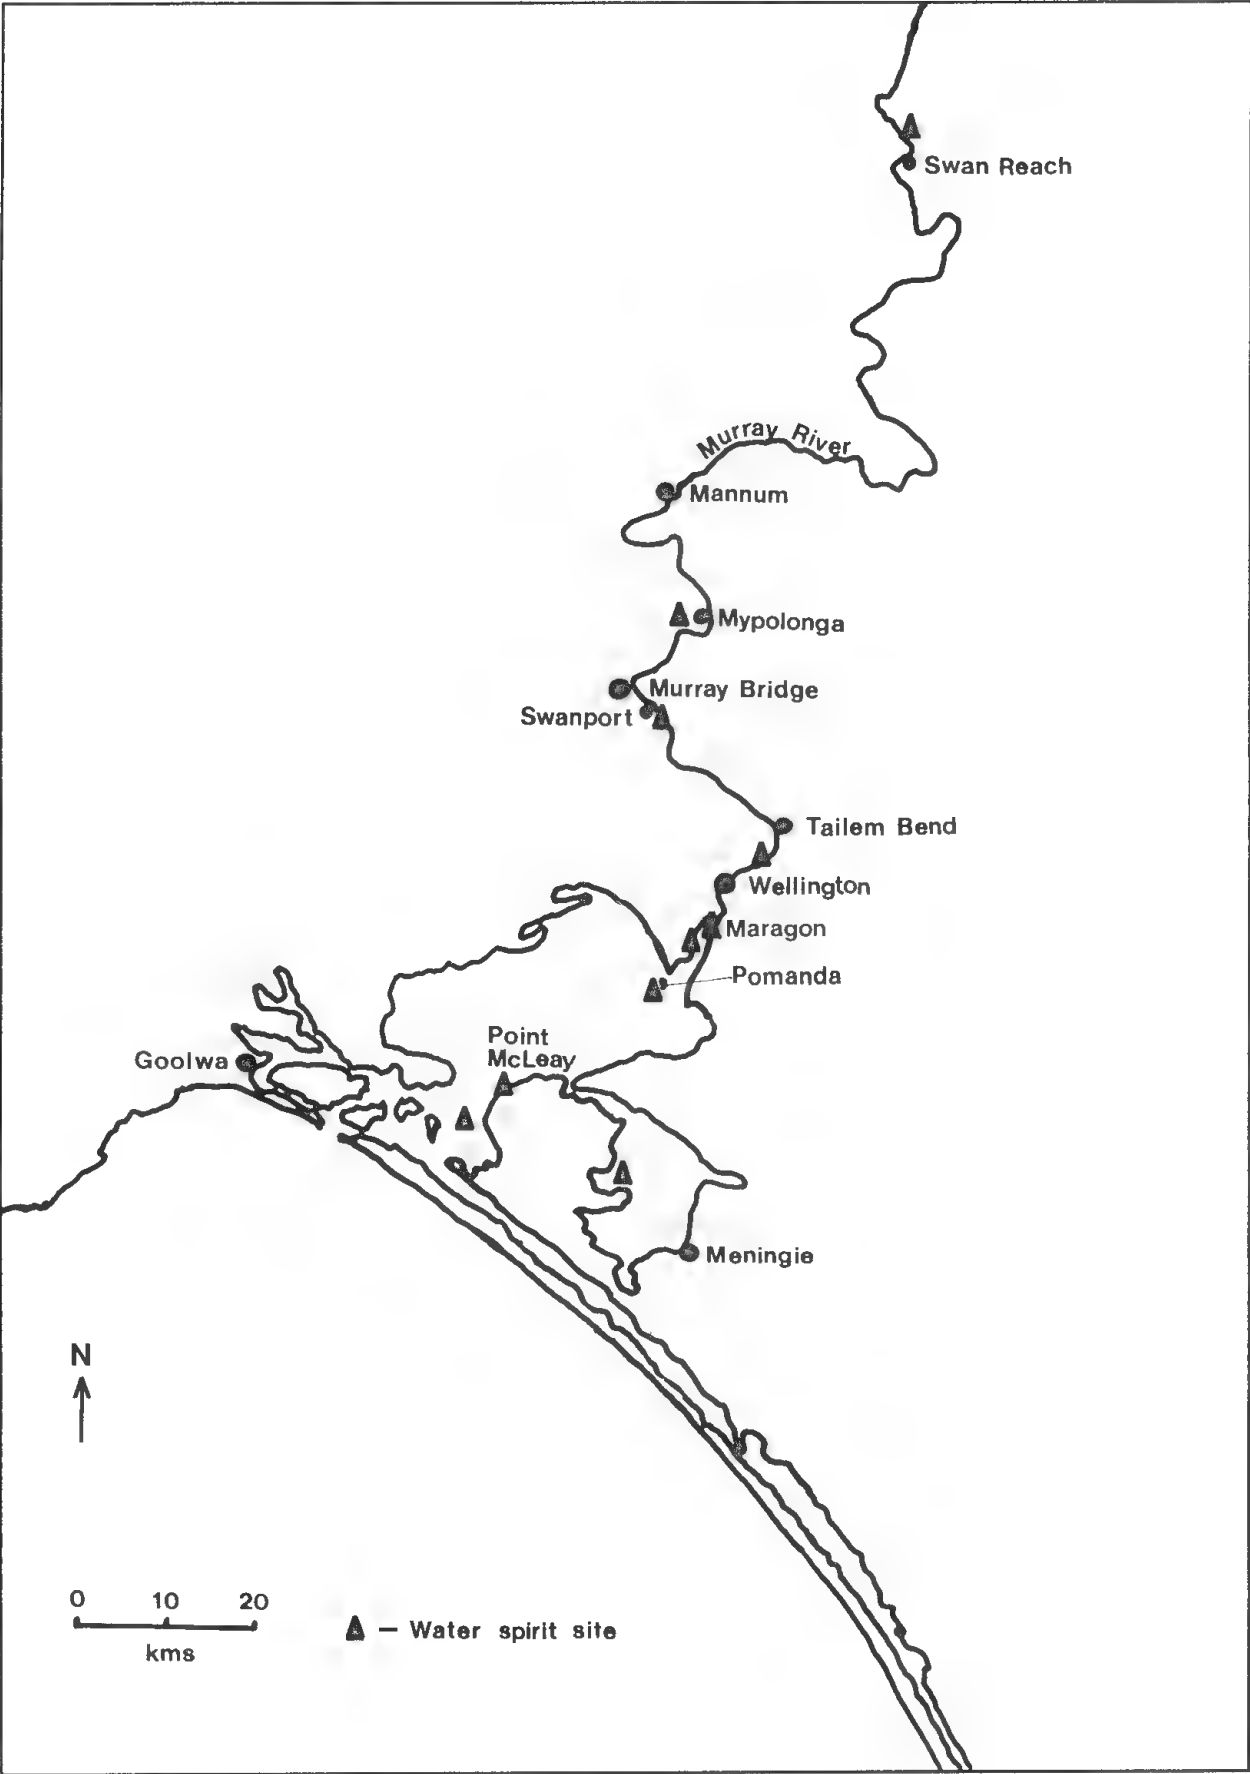 Swan Reach
Murray River
Mannum
Mypolonga
Murray Bridge
Swanport
Tailem Bend
Wellington
Maragon
Pomanda
Point
McLeay
Goolwa
Meningie
N
0 10 20
kms
– Water spirit site